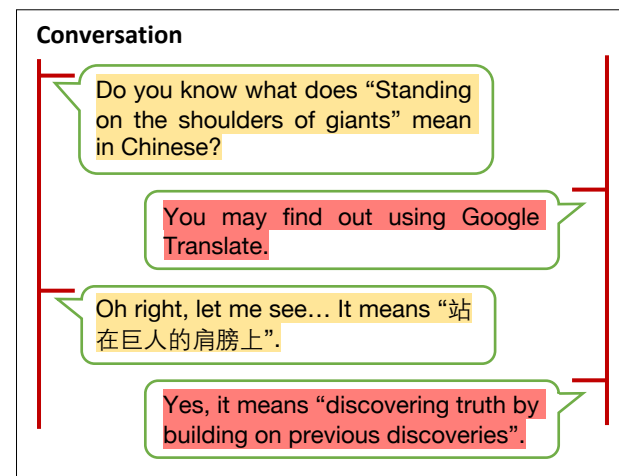 Conversation
Do you know what does “Standing
on the shoulders of giants” mean
in Chinese?
You may find out using Google
Translate.
Oh right, let me see… It means “站
在巨人的肩膀上”.
Yes, it means “discovering truth by
building on previous discoveries”.